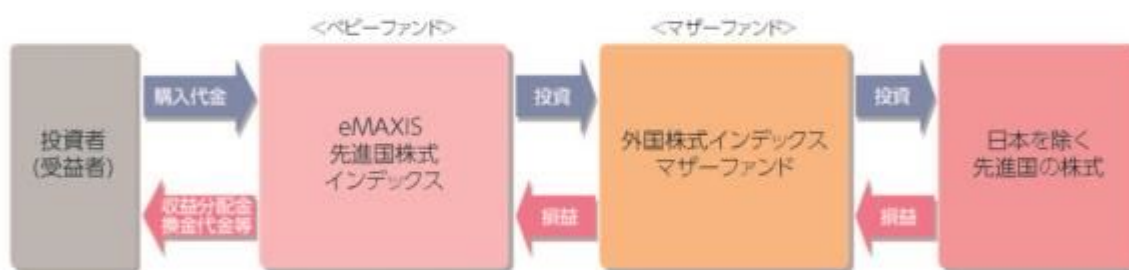 <ベビーファンド>
<マザーファンド>
投資者
(受益者)
購入代金
収益分配金
換金代金等
eMAXIS
先進国株式
インデックス
投資
損益
外国株式インデックス
マザーファンド
投資
損益
日本を除く
先進国の株式